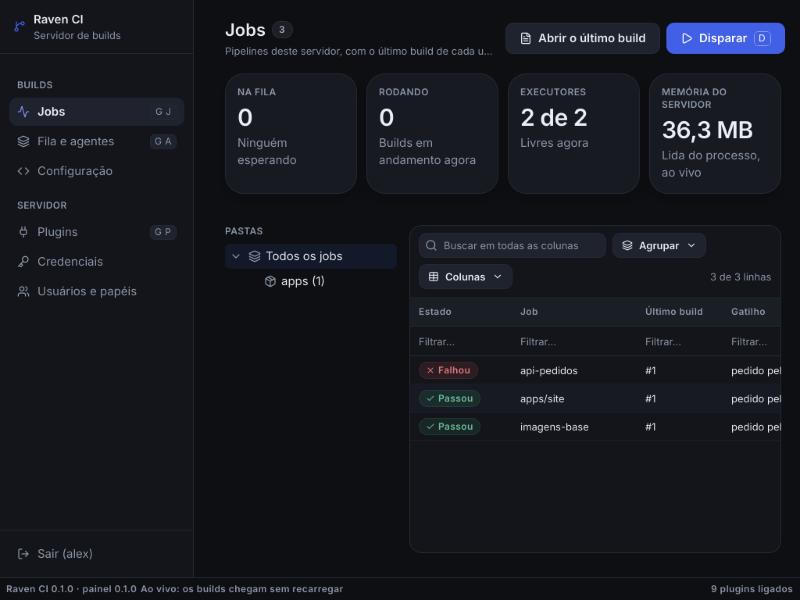 Raven CI
Servidor de builds
BUILDS
Jobs G J
Fila e agentes G A
Configuração
SERVIDOR
Plugins G P
Credenciais
Usuários e papéis
Sair (alex)
Jobs 3
Pipelines deste servidor, com o último build de cada u...
Abrir o último build
Disparar D
NA FILA
0
Ninguém
esperando
RODANDO
0
Builds em
andamento agora
EXECUTORES
2 de 2
Livres agora
MEMÓRIA DO
SERVIDOR
36,3 MB
Lida do processo,
ao vivo
PASTAS
Todos os jobs
apps (1)
Buscar em todas as colunas
Agrupar
Colunas
3 de 3 linhas
Estado Job Último build Gatilho
Filtrar... Filtrar... Filtrar... Filtrar...
Falhou api-pedidos #1 pedido pel
Passou apps/site #1 pedido pel
Passou imagens-base #1 pedido pel
Raven CI 0.1.0 · painel 0.1.0 Ao vivo: os builds chegam sem recarregar
9 plugins ligados